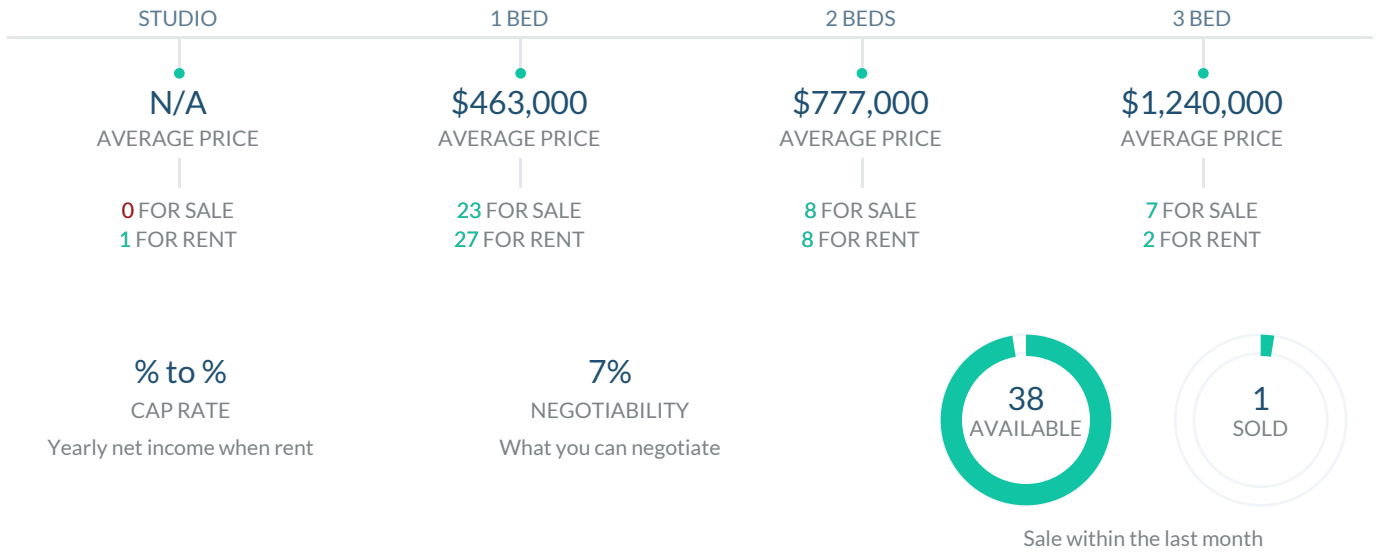 STUDIO
1 BED
2 BEDS
3 BED
N/A
AVERAGE PRICE
$463,000
AVERAGE PRICE
$777,000
AVERAGE PRICE
$1,240,000
AVERAGE PRICE
0 FOR SALE
1 FOR RENT
23 FOR SALE
27 FOR RENT
8 FOR SALE
8 FOR RENT
7 FOR SALE
2 FOR RENT
% to %
CAP RATE
Yearly net income when rent
7%
NEGOTIABILITY
What you can negotiate
38
AVAILABLE
1
SOLD
Sale within the last month